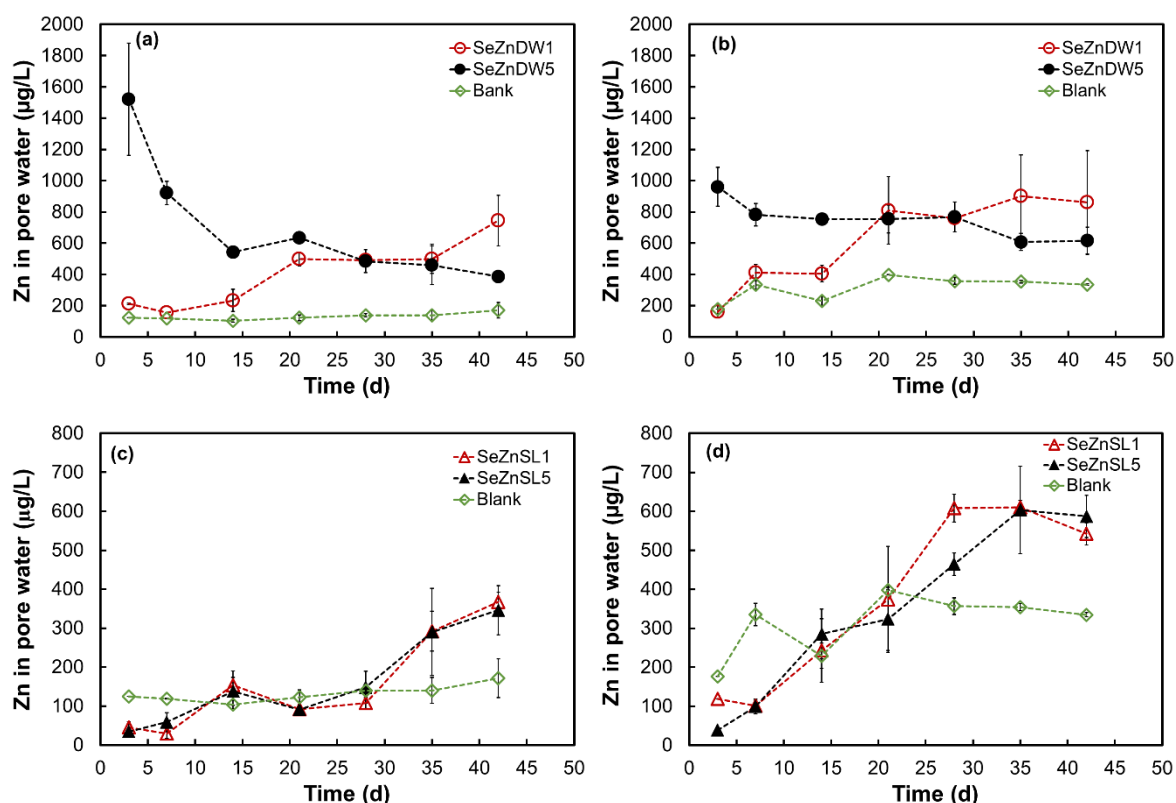 (a)
SeZnDW1
SeZnDW5
Bank
Zn in pore water (µg/L)
2000
1800
1600
1400
1200
1000
800
600
400
200
0
0 5 10 15 20 25 30 35 40 45 50
Time (d)
(b)
SeZnDW1
SeZnDW5
Blank
Zn in pore water (µg/L)
2000
1800
1600
1400
1200
1000
800
600
400
200
0
0 5 10 15 20 25 30 35 40 45 50
Time (d)
(c)
SeZnSL1
SeZnSL5
Blank
Zn in pore water (µg/L)
800
700
600
500
400
300
200
100
0
0 5 10 15 20 25 30 35 40 45 50
Time (d)
(d)
SeZnSL1
SeZnSL5
Blank
Zn in pore water (µg/L)
800
700
600
500
400
300
200
100
0
0 5 10 15 20 25 30 35 40 45 50
Time (d)